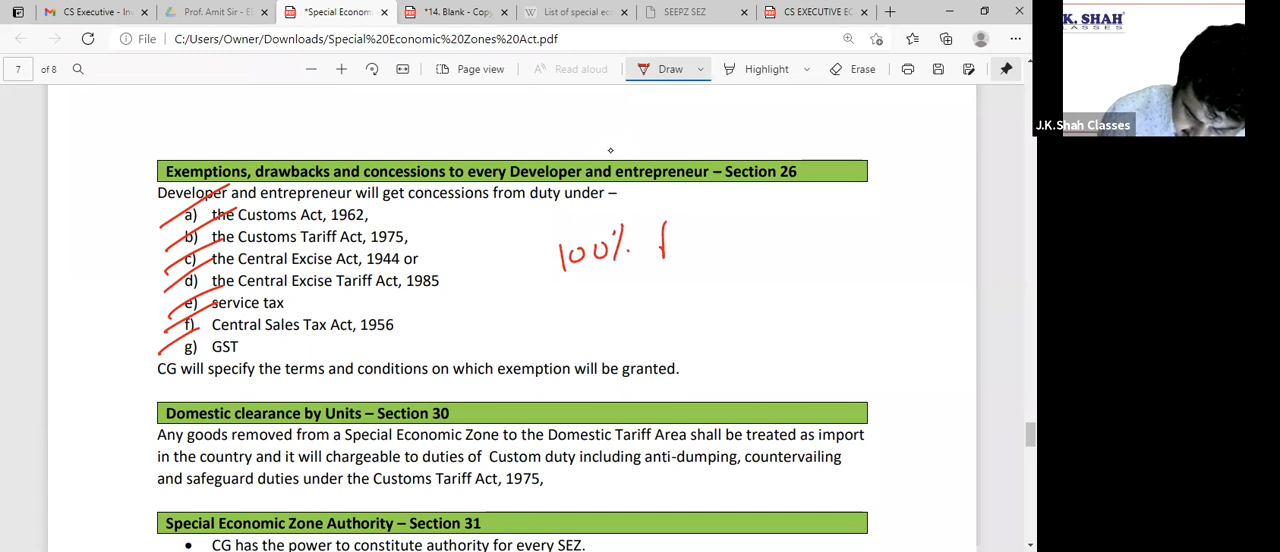 CS Executive - Inv
Prof. Amit Sir - E
*Special Econom
*14. Blank - Cop
List of special ec
SEEPZ SEZ
CS EXECUTIVE EC
File
C:/Users/Owner/Downloads/Special%20Economic%20Zones%20Act.pdf
7 of 8
Page view
Read aloud
Draw
Highlight
Erase
K. SHAH
CLASSES
J.K.Shah Classes
Exemptions, drawbacks and concessions to every Developer and entrepreneur – Section 26
Developer and entrepreneur will get concessions from duty under –
a) the Customs Act, 1962,
b) the Customs Tariff Act, 1975,
c) the Central Excise Act, 1944 or
d) the Central Excise Tariff Act, 1985
e) service tax
f) Central Sales Tax Act, 1956
g) GST
100%
CG will specify the terms and conditions on which exemption will be granted.
Domestic clearance by Units – Section 30
Any goods removed from a Special Economic Zone to the Domestic Tariff Area shall be treated as import
in the country and it will chargeable to duties of Custom duty including anti-dumping, countervailing
and safeguard duties under the Customs Tariff Act, 1975,
Special Economic Zone Authority – Section 31
• CG has the power to constitute authority for every SEZ.